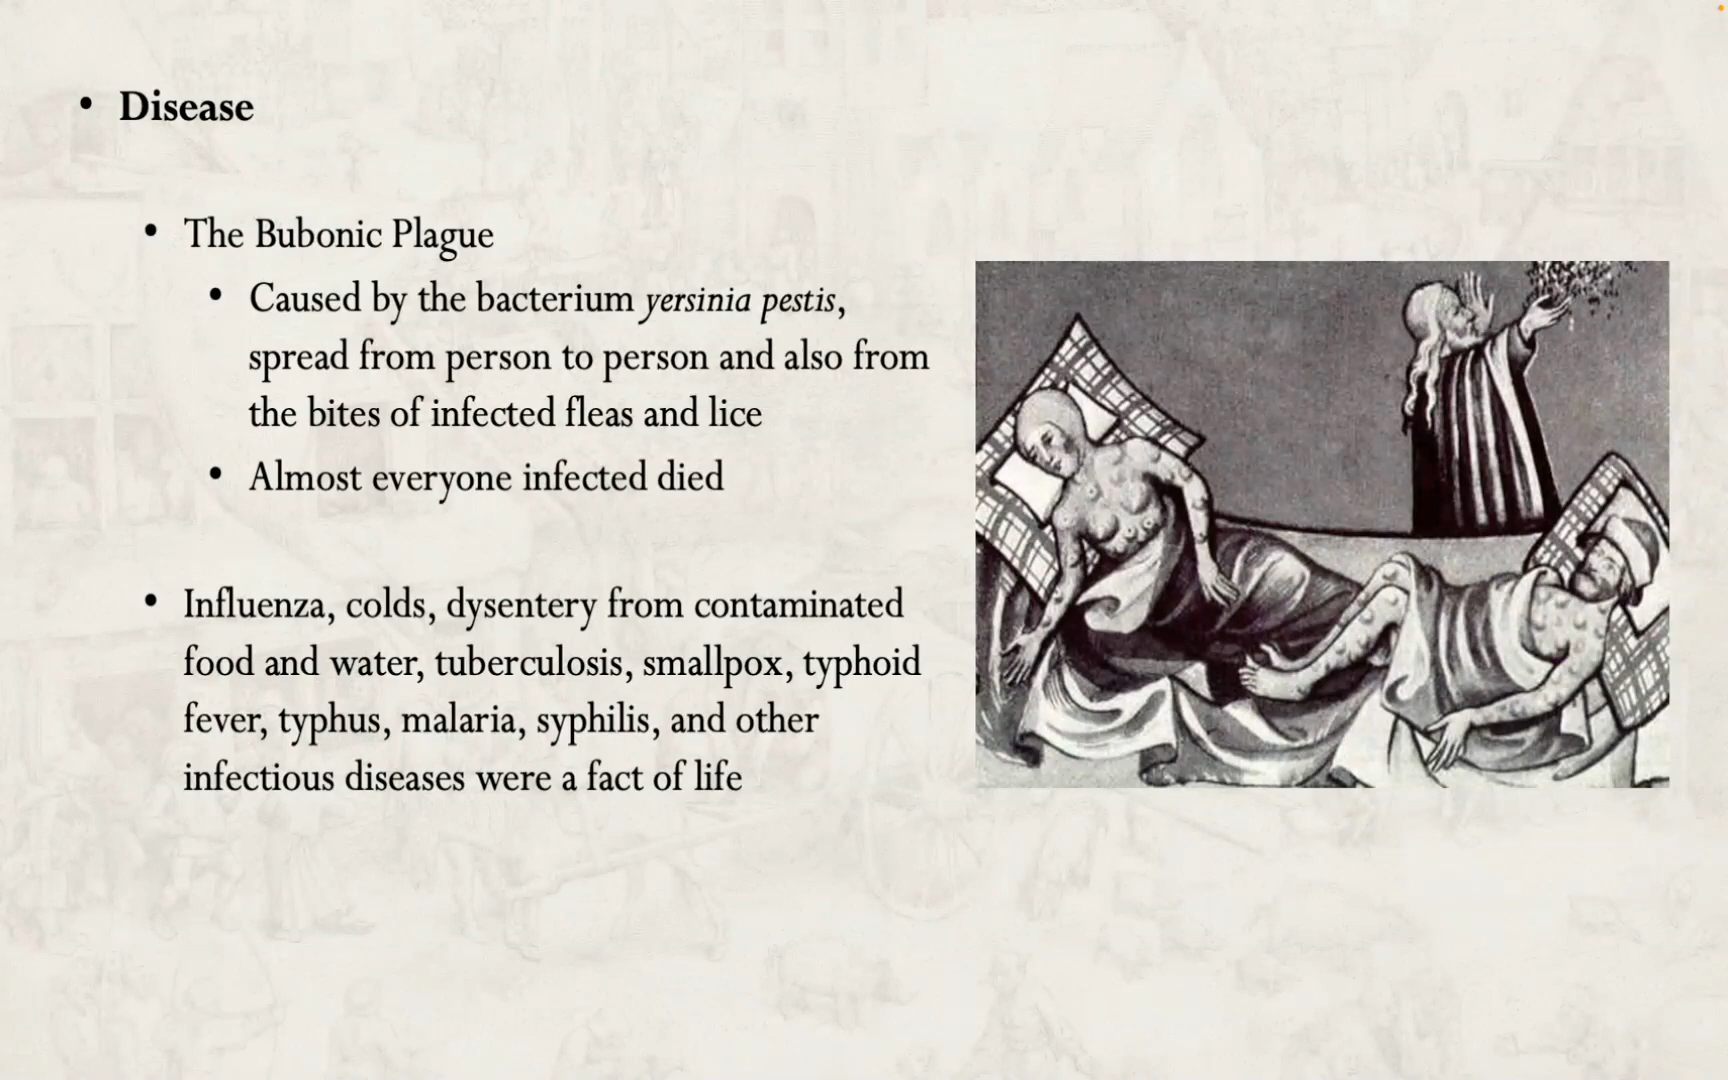 • Disease
• The Bubonic Plague
• Caused by the bacterium yersinia pestis,
spread from person to person and also from
the bites of infected fleas and lice
• Almost everyone infected died
• Influenza, colds, dysentery from contaminated
food and water, tuberculosis, smallpox, typhoid
fever, typhus, malaria, syphilis, and other
infectious diseases were a fact of life